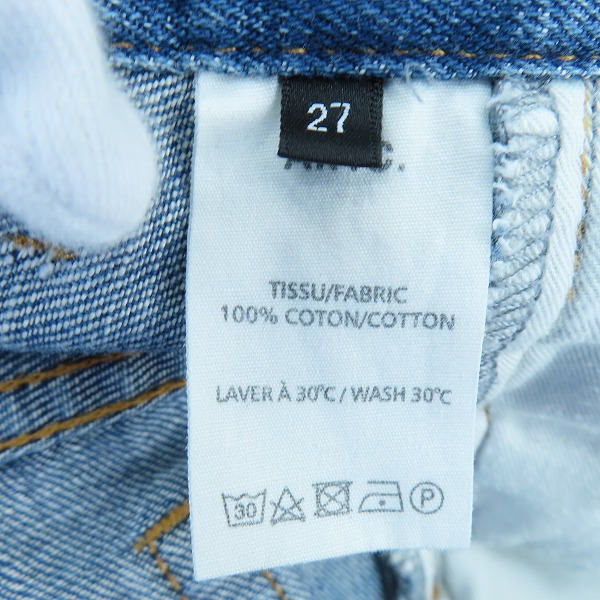 27
TISSU/FABRIC
100% COTON/COTTON
LAVER À 30°C / WASH 30°C
30 P